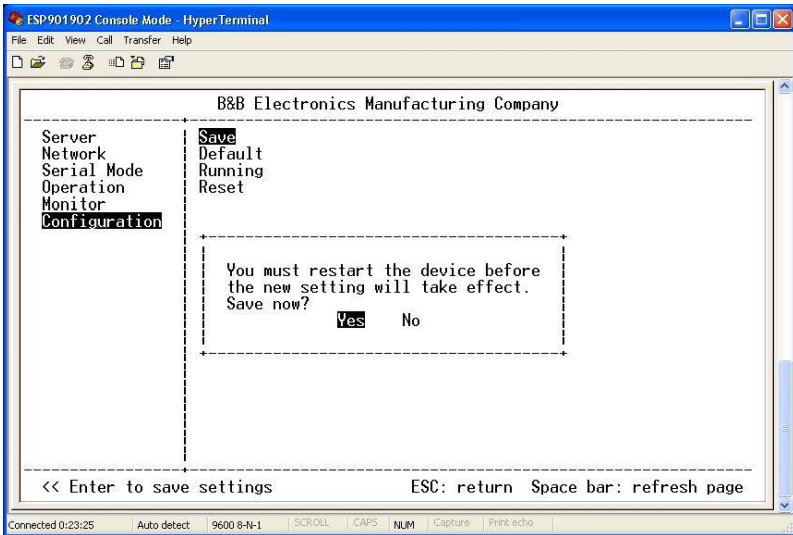 ESP901902 Console Mode - HyperTerminal
File Edit View Call Transfer Help
B&B Electronics Manufacturing Company
Server
Network
Serial Mode
Operation
Monitor
Configuration
Save
Default
Running
Reset
You must restart the device before
the new setting will take effect.
Save now?
Yes No
<< Enter to save settings ESC: return Space bar: refresh page
Connected 0:23:25 Auto detect 9600 8-N-1 SCROLL CAPS NUM Capture Print echo